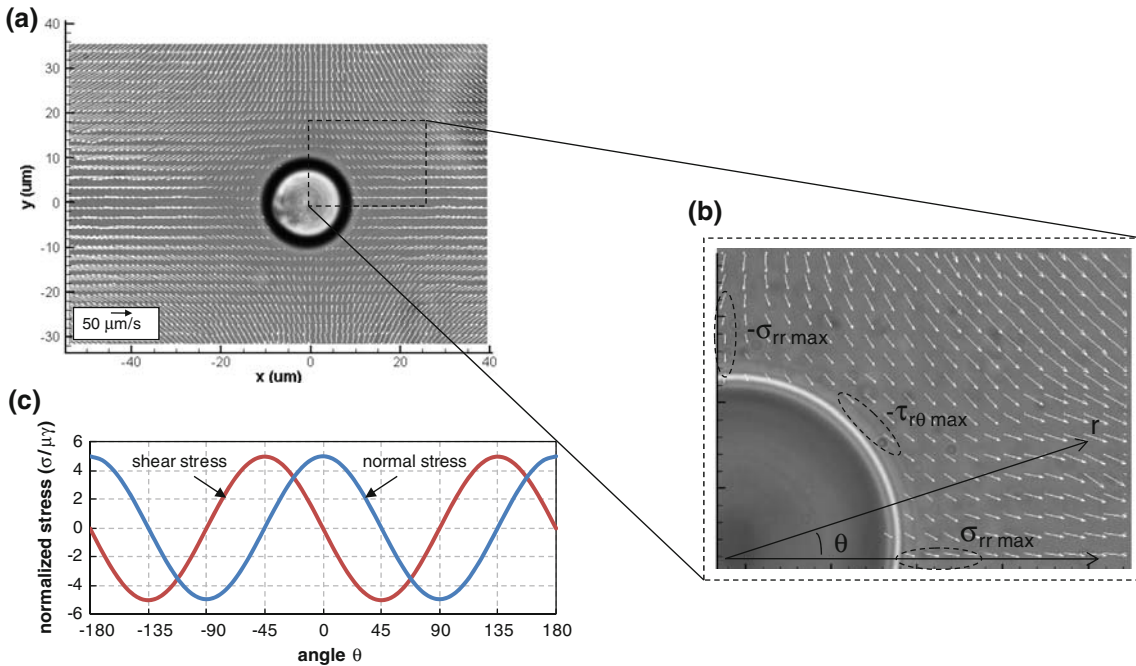 (a)
40
30
20
10
0
-10
-20
-30
y (um)
50 µm/s
-40
-20
0
20
40
x (um)
(b)
-σrr max
-τrθ max
r
θ
σrr max
(c)
normalized stress (σ/µγ)
6
4
2
0
-2
-4
-6
shear stress
normal stress
-180
-135
-90
-45
0
45
90
135
180
angle θ